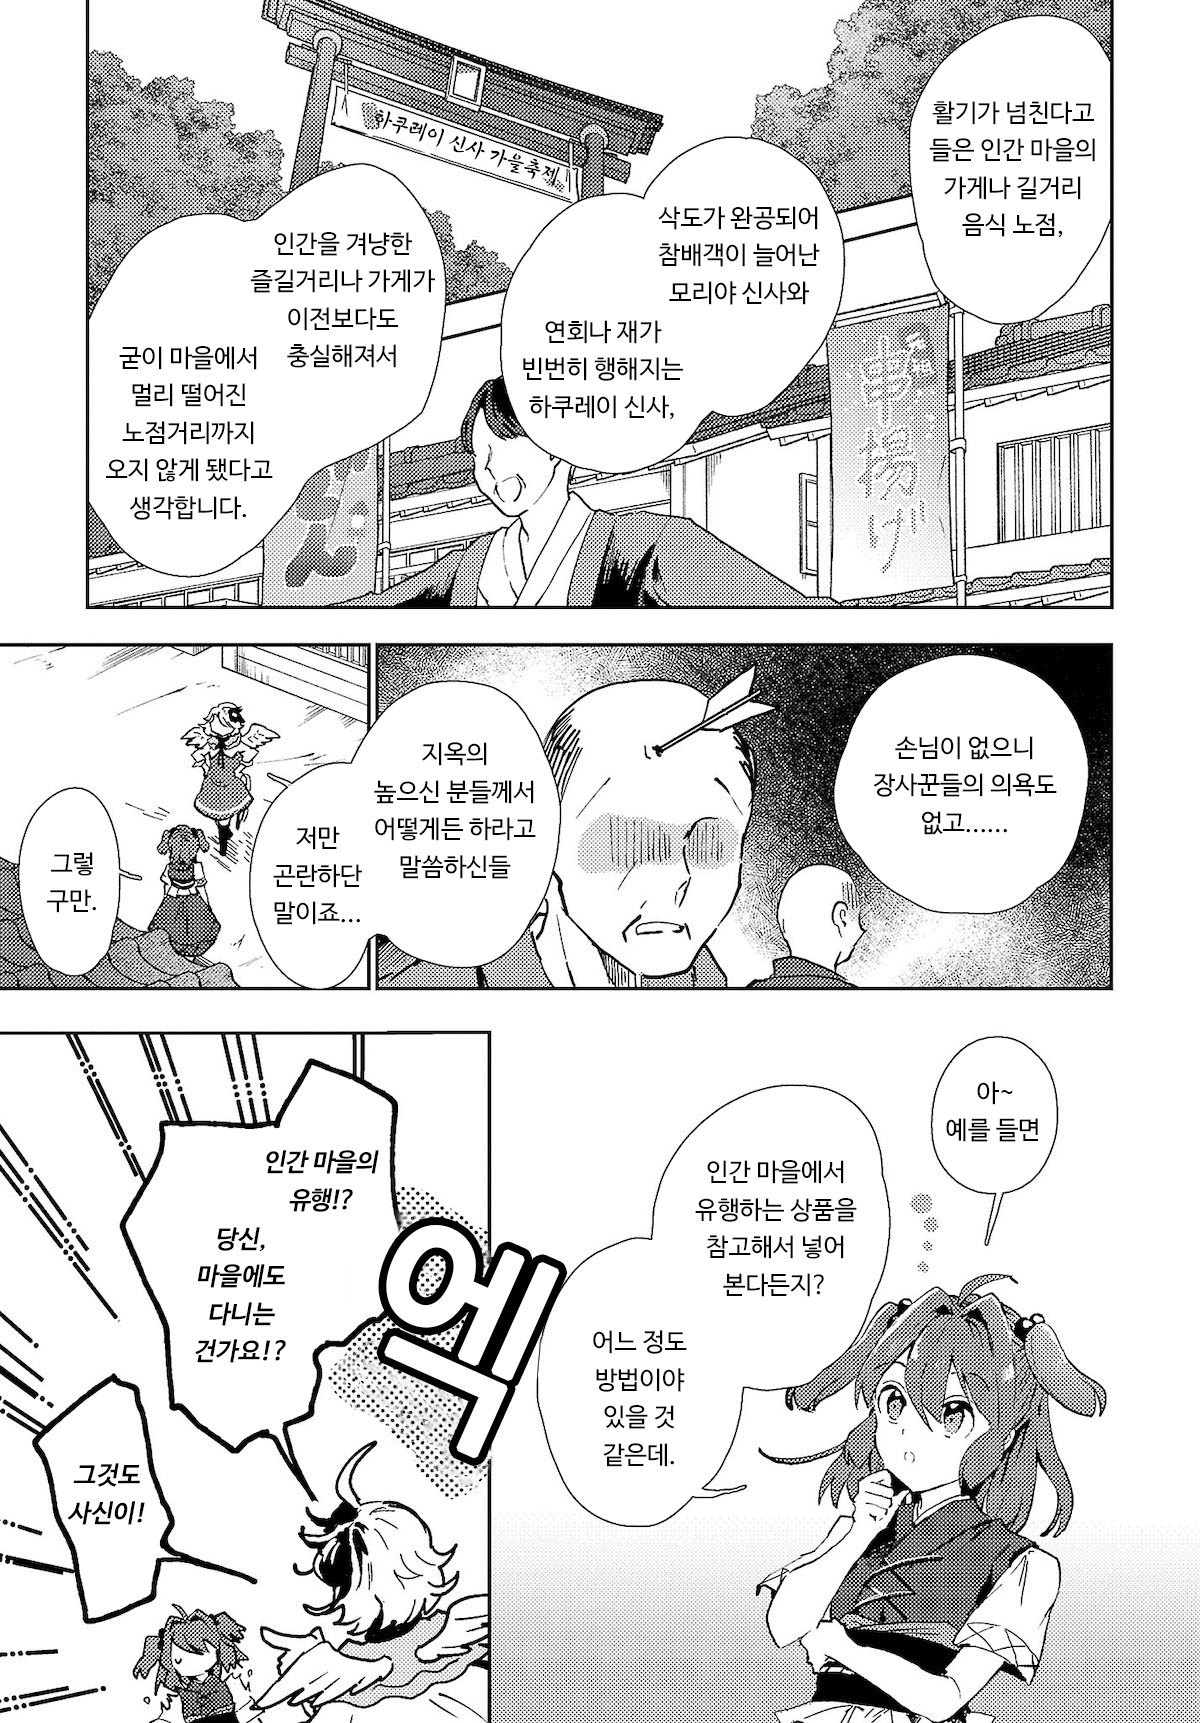 활기가 넘친다고
들은 인간 마을의
가게나 길거리
음식 노점,
하쿠레이 신사 가을축제
삭도가 완공되어
참배객이 늘어난
모리야 신사와
연회나 재가
빈번히 행해지는
하쿠레이 신사,
인간을 겨냥한
즐길거리나 가게가
이전보다도
충실해져서
굳이 마을에서
멀리 떨어진
노점거리까지
오지 않게 됐다고
생각합니다.
串揚げ
손님이 없으니
장사꾼들의 의욕도
없고……
지옥의
높으신 분들께서
어떻게든 하라고
말씀하신들
저만
곤란하단
말이죠…
그렇
구만.
아~
예를 들면
인간 마을에서
유행하는 상품을
참고해서 넣어
본다든지?
어느 정도
방법이야
있을 것
같은데.
인간 마을의
유행!?
당신,
마을에도
다니는
건가요!?
엑
그것도
사신이!